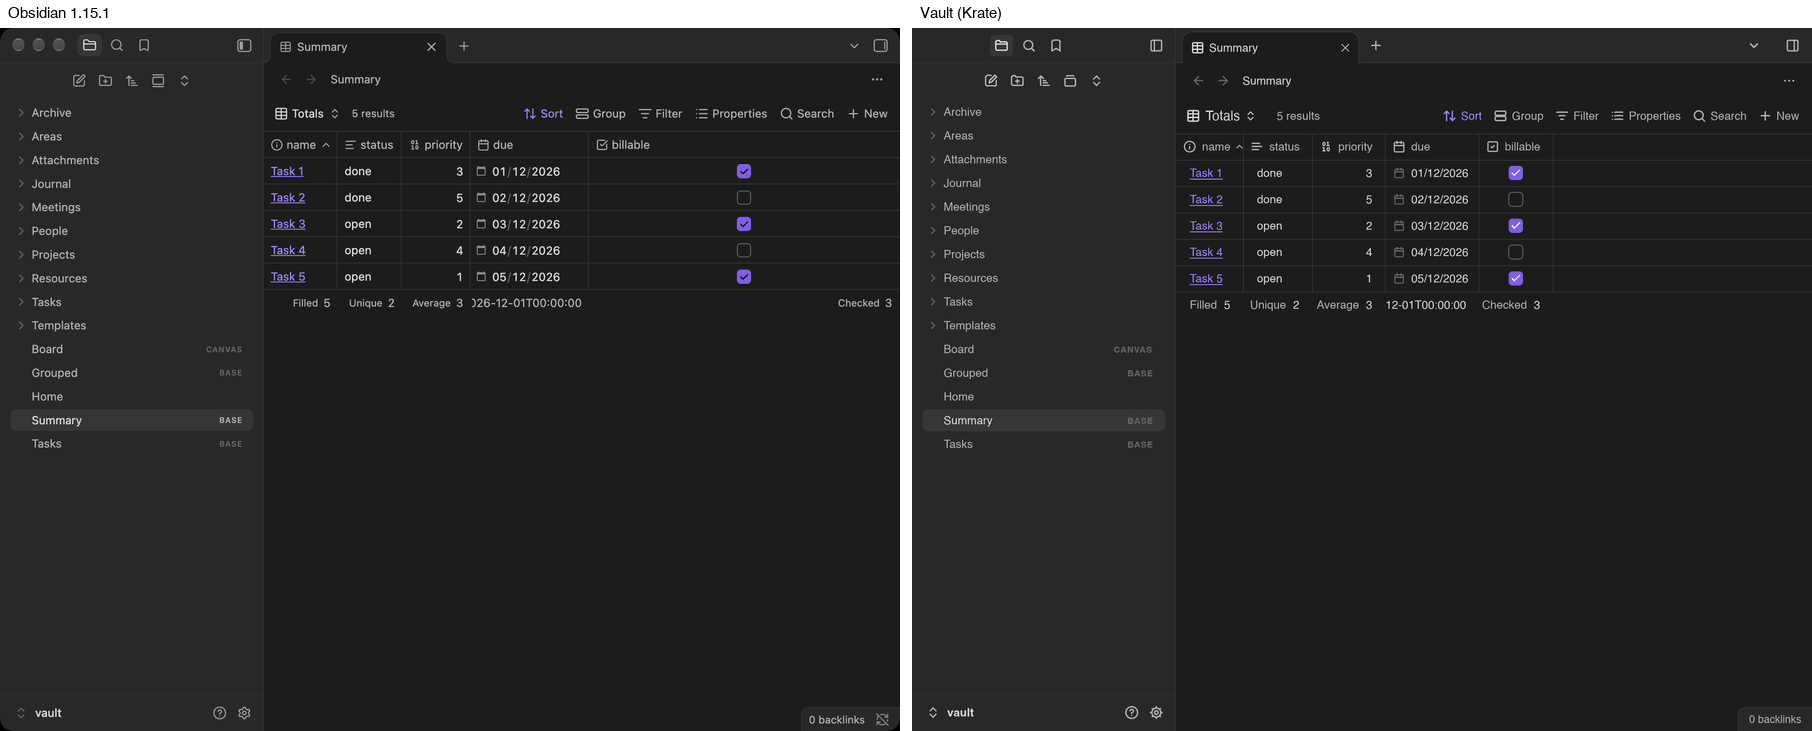 Obsidian 1.15.1
Summary
Summary
Archive
Areas
Attachments
Journal
Meetings
People
Projects
Resources
Tasks
Templates
Board CANVAS
Grouped BASE
Home
Summary BASE
Tasks BASE
vault
Totals 5 results Sort Group Filter Properties Search New
name status priority due billable
Task 1 done 3 01/12/2026
Task 2 done 5 02/12/2026
Task 3 open 2 03/12/2026
Task 4 open 4 04/12/2026
Task 5 open 1 05/12/2026
Filled 5 Unique 2 Average 3 026-12-01T00:00:00 Checked 3
0 backlinks
Vault (Krate)
Summary
Summary
Archive
Areas
Attachments
Journal
Meetings
People
Projects
Resources
Tasks
Templates
Board CANVAS
Grouped BASE
Home
Summary BASE
Tasks BASE
vault
Totals 5 results Sort Group Filter Properties Search New
name status priority due billable
Task 1 done 3 01/12/2026
Task 2 done 5 02/12/2026
Task 3 open 2 03/12/2026
Task 4 open 4 04/12/2026
Task 5 open 1 05/12/2026
Filled 5 Unique 2 Average 3 12-01T00:00:00 Checked 3
0 backlinks